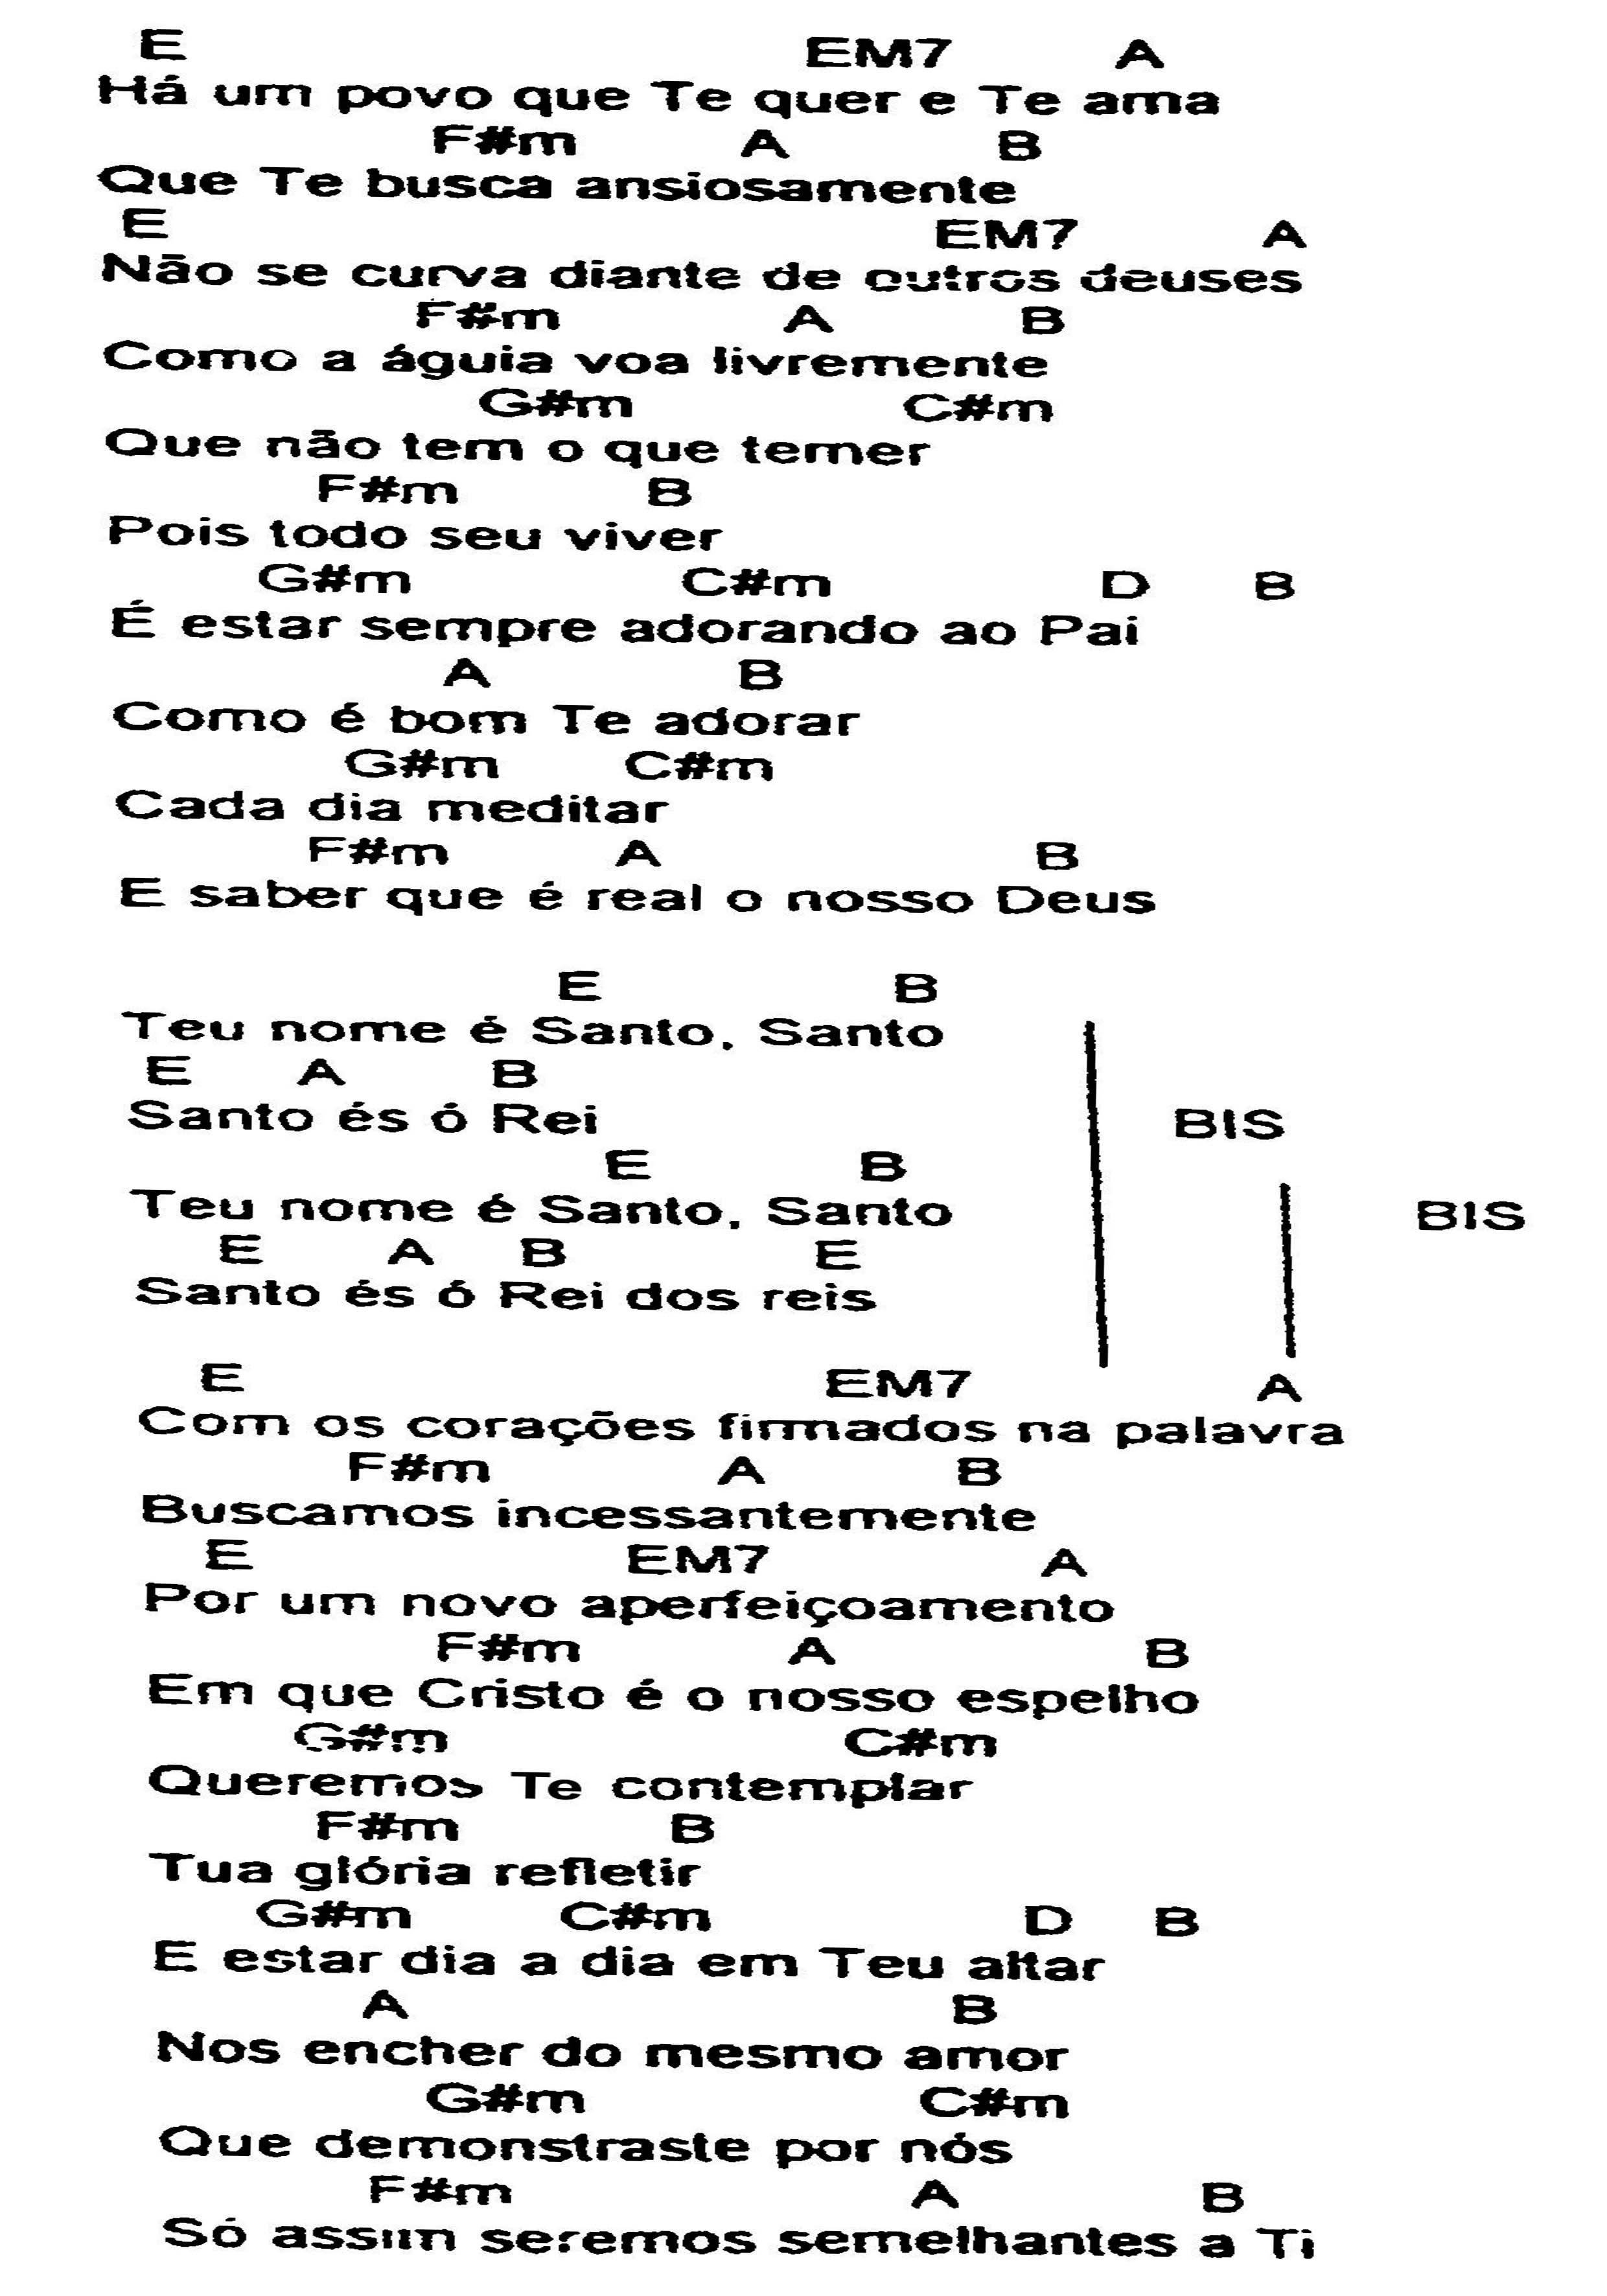 E EM7 A
Há um povo que Te quer e Te ama
F#m A B
Que Te busca ansiosamente
E EM7 A
Não se curva diante de outros deuses
F#m A B
Como a águia voa livremente
G#m C#m
Que não tem o que temer
F#m B
Pois todo seu viver
G#m C#m D B
É estar sempre adorando ao Pai
A B
Como é bom Te adorar
G#m C#m
Cada dia meditar
F#m A B
E saber que é real o nosso Deus
E B
Teu nome é Santo, Santo
E A B
Santo és ó Rei BIS
E B
Teu nome é Santo, Santo BIS
E A B E
Santo és ó Rei dos reis
E EM7 A
Com os corações firmados na palavra
F#m A B
Buscamos incessantemente
E EM7 A
Por um novo aperfeiçoamento
F#m A B
Em que Cristo é o nosso espelho
G#m C#m
Queremos Te contemplar
F#m B
Tua glória refletir
G#m C#m D B
E estar dia a dia em Teu altar
A B
Nos encher do mesmo amor
G#m C#m
Que demonstraste por nós
F#m A B
Só assim seremos semelhantes a Ti